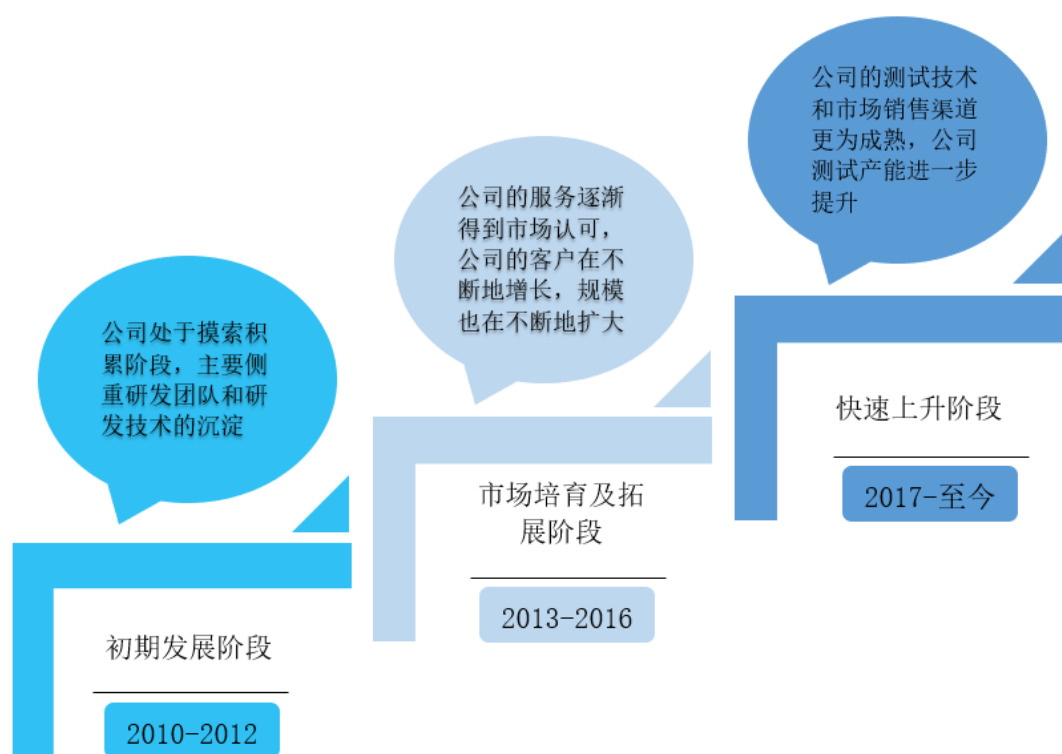 公司处于摸索积
累阶段，主要侧
重研发团队和研
发技术的沉淀
初期发展阶段
2010-2012
公司的服务逐渐
得到市场认可，
公司的客户在不
断地增长，规模
也在不断地扩大
市场培育及拓
展阶段
2013-2016
公司的测试技术
和市场销售渠道
更为成熟，公司
测试产能进一步
提升
快速上升阶段
2017-至今